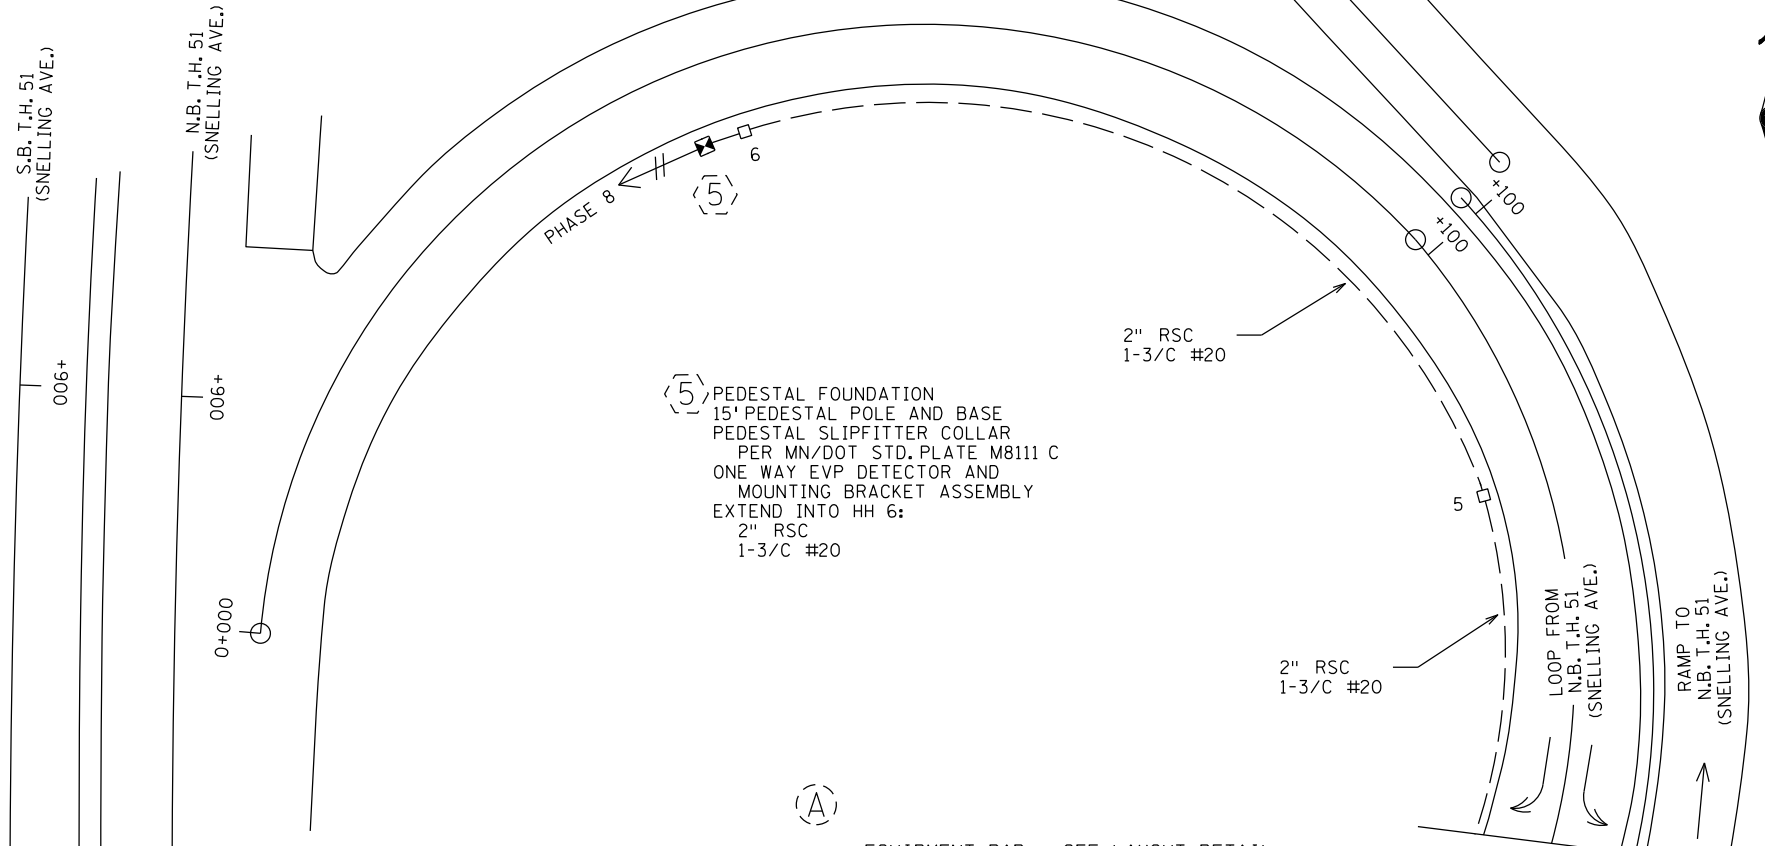 S.B. T.H. 51
(SNELLING AVE.)
N.B. T.H. 51
(SNELLING AVE.)
6
5
PHASE 8
+100
+100
2" RSC
1-3/C #20
+900
+900
5 PEDESTAL FOUNDATION
15' PEDESTAL POLE AND BASE
PEDESTAL SLIPFITTER COLLAR
PER MN/DOT STD. PLATE M8111 C
ONE WAY EVP DETECTOR AND
MOUNTING BRACKET ASSEMBLY
EXTEND INTO HH 6:
2" RSC
1-3/C #20
5
0+000
2" RSC
1-3/C #20
LOOP FROM
N.B. T.H. 51
(SNELLING AVE.)
RAMP TO
N.B. T.H. 51
(SNELLING AVE.)
A